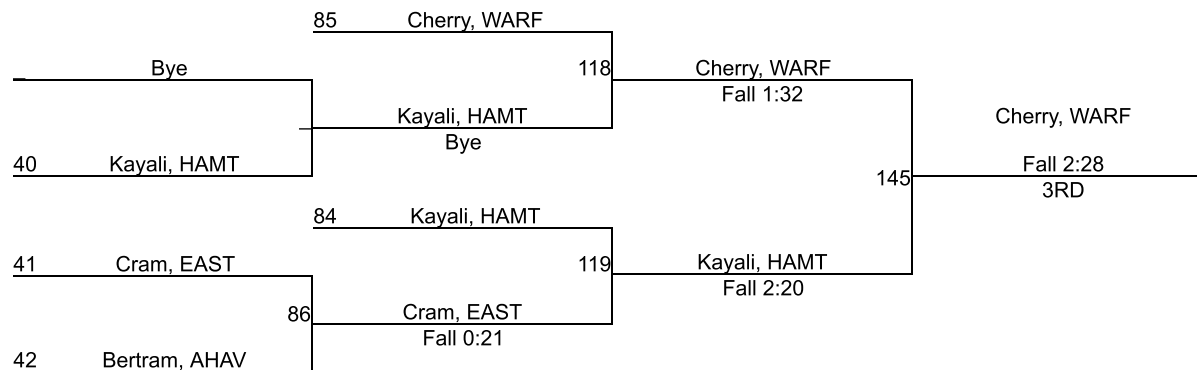 85 Cherry, WARF
Bye
118 Cherry, WARF
Fall 1:32
Kayali, HAMT
Bye
Cherry, WARF
40 Kayali, HAMT
Fall 2:28
145
3RD
84 Kayali, HAMT
41 Cram, EAST
119 Kayali, HAMT
Fall 2:20
86 Cram, EAST
Fall 0:21
42 Bertram, AHAV